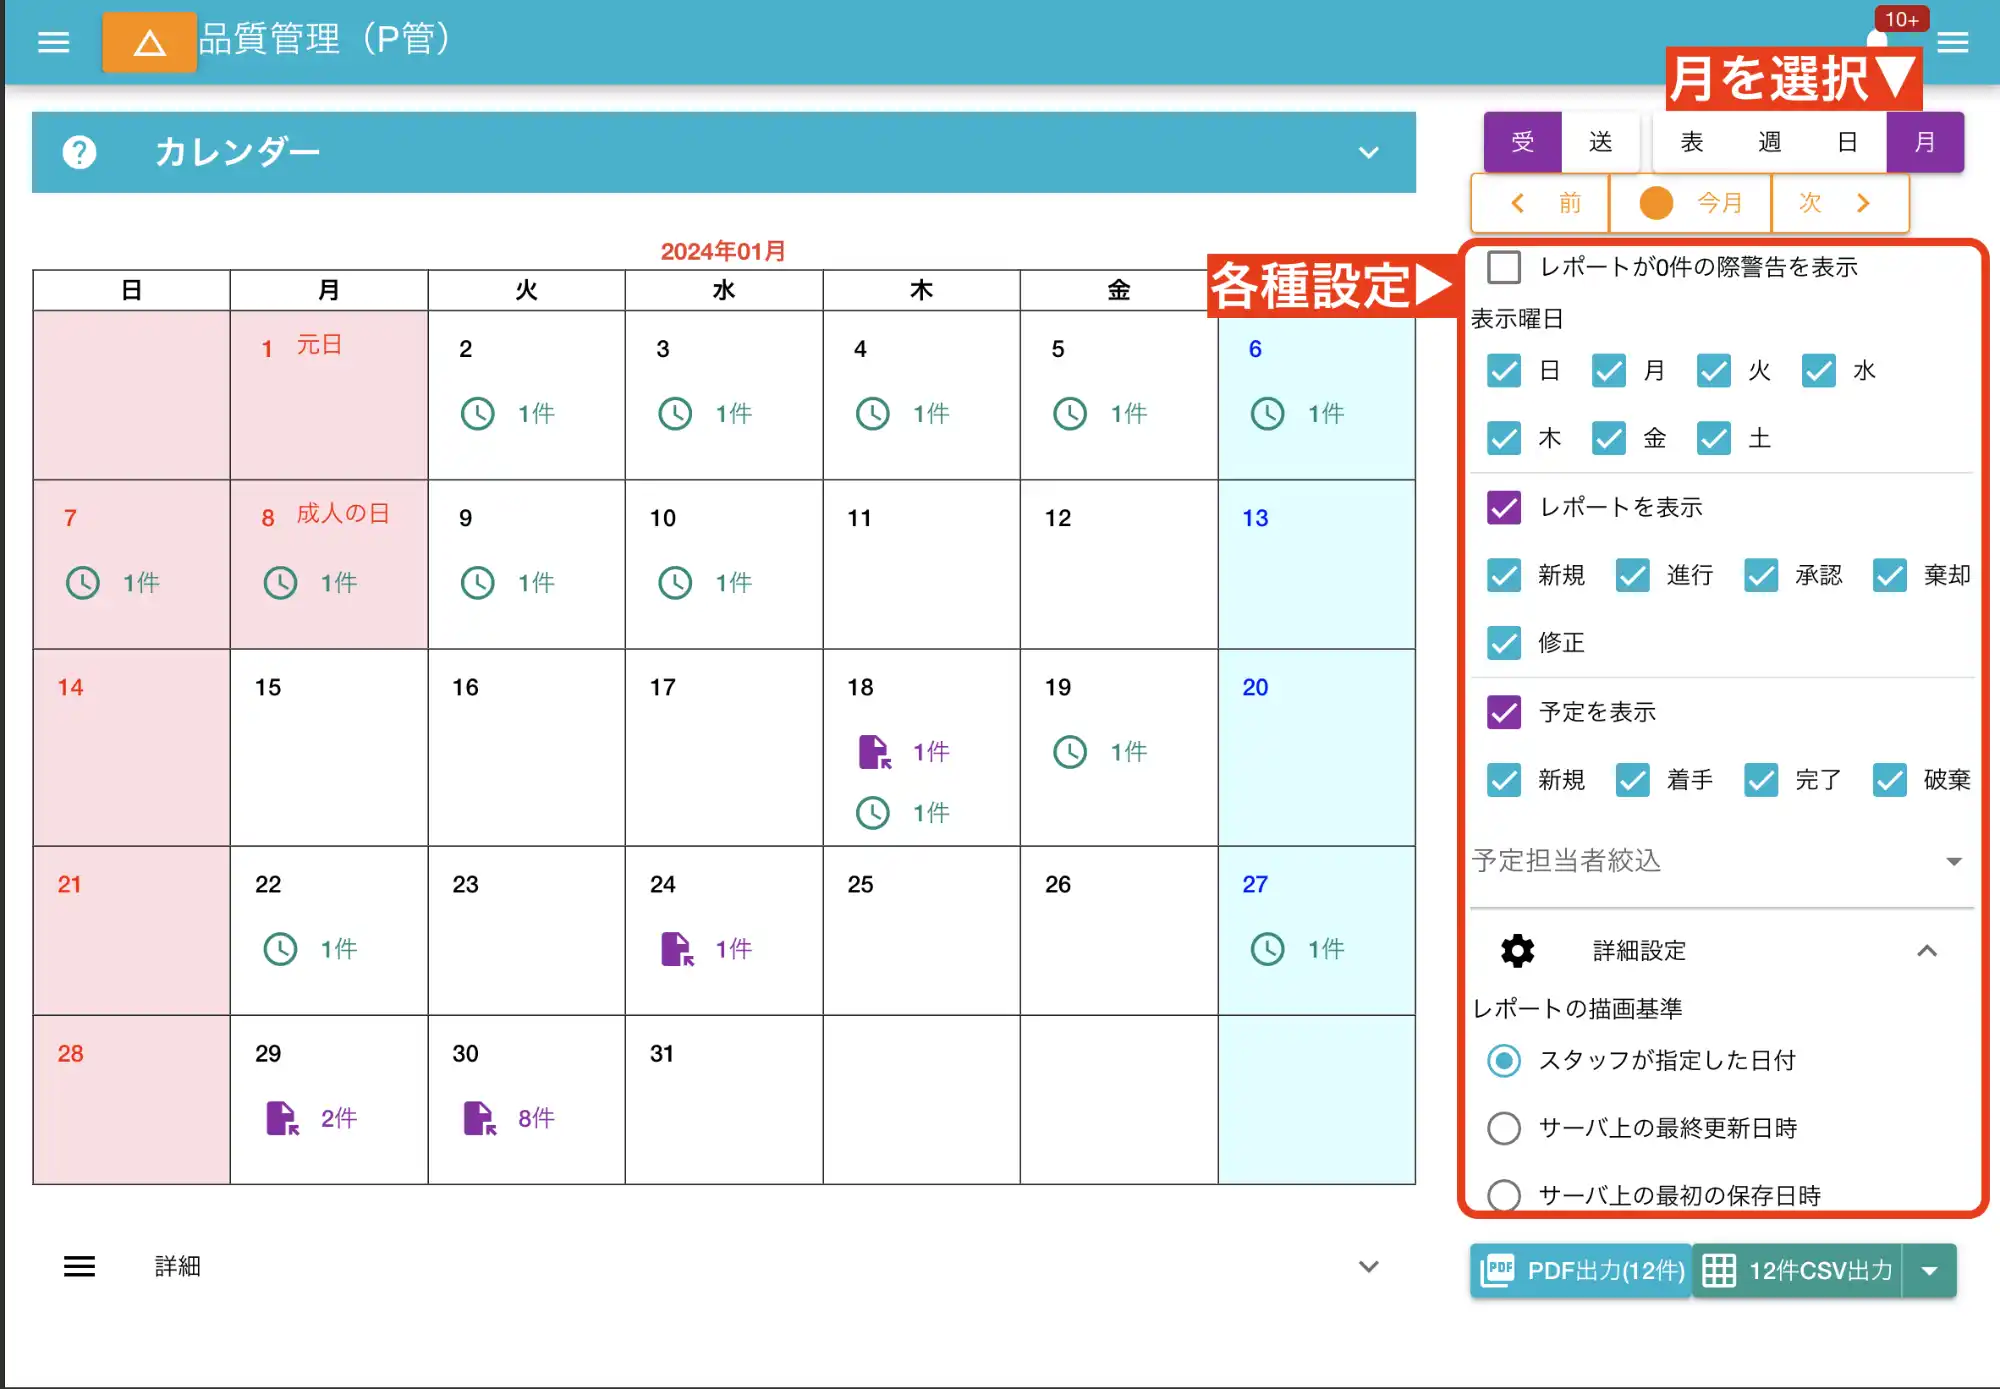 品質管理（P管）
10+
月を選択▼
カレンダー
受 送 表 週 日 月
前 今月 次
2024年01月
各種設定▶
日 月 火 水 木 金
1 元日 2 3 4 5 6
1件 1件 1件 1件 1件
7 8 成人の日 9 10 11 12 13
1件 1件 1件 1件
14 15 16 17 18 19 20
1件 1件
1件
21 22 23 24 25 26 27
1件 1件 1件
28 29 30 31
2件 8件
詳細
レポートが0件の際警告を表示
表示曜日
日 月 火 水
木 金 土
レポートを表示
新規 進行 承認 棄却
修正
予定を表示
新規 着手 完了 破棄
予定担当者絞込
詳細設定
レポートの描画基準
スタッフが指定した日付
サーバ上の最終更新日時
サーバ上の最初の保存日時
PDF PDF出力(12件) 12件CSV出力